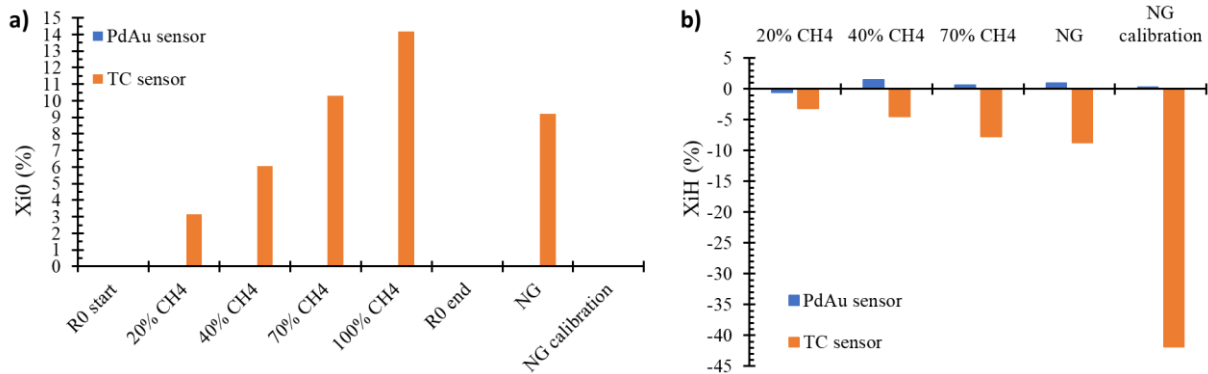 a)
Xi0 (%)
15
14
13
12
11
10
9
8
7
6
5
4
3
2
1
0
PdAu sensor
TC sensor
R0 start
20% CH4
40% CH4
70% CH4
100% CH4
R0 end
NG
NG calibration
b)
20% CH4 40% CH4 70% CH4 NG NG
calibration
XiH (%)
5
0
-5
-10
-15
-20
-25
-30
-35
-40
-45
PdAu sensor
TC sensor